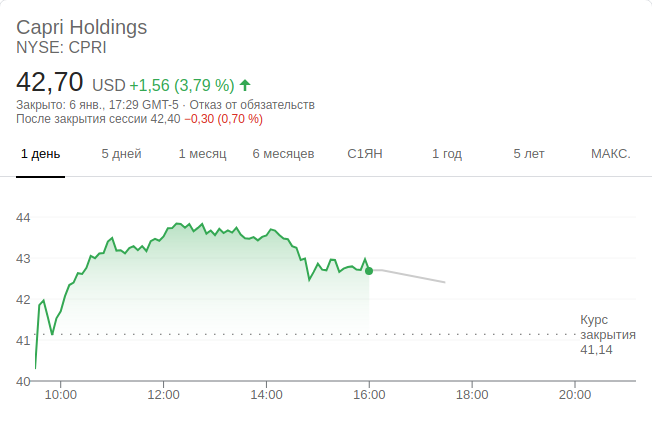 Capri Holdings
NYSE: CPRI
42,70 USD +1,56 (3,79 %)
Закрыто: 6 янв., 17:29 GMT-5 · Отказ от обязательств
После закрытия сессии 42,40 −0,30 (0,70 %)
1 день 5 дней 1 месяц 6 месяцев С1ЯН 1 год 5 лет МАКС.
44
43
42
Курс
закрытия
41,14
41
40
10:00 12:00 14:00 16:00 18:00 20:00